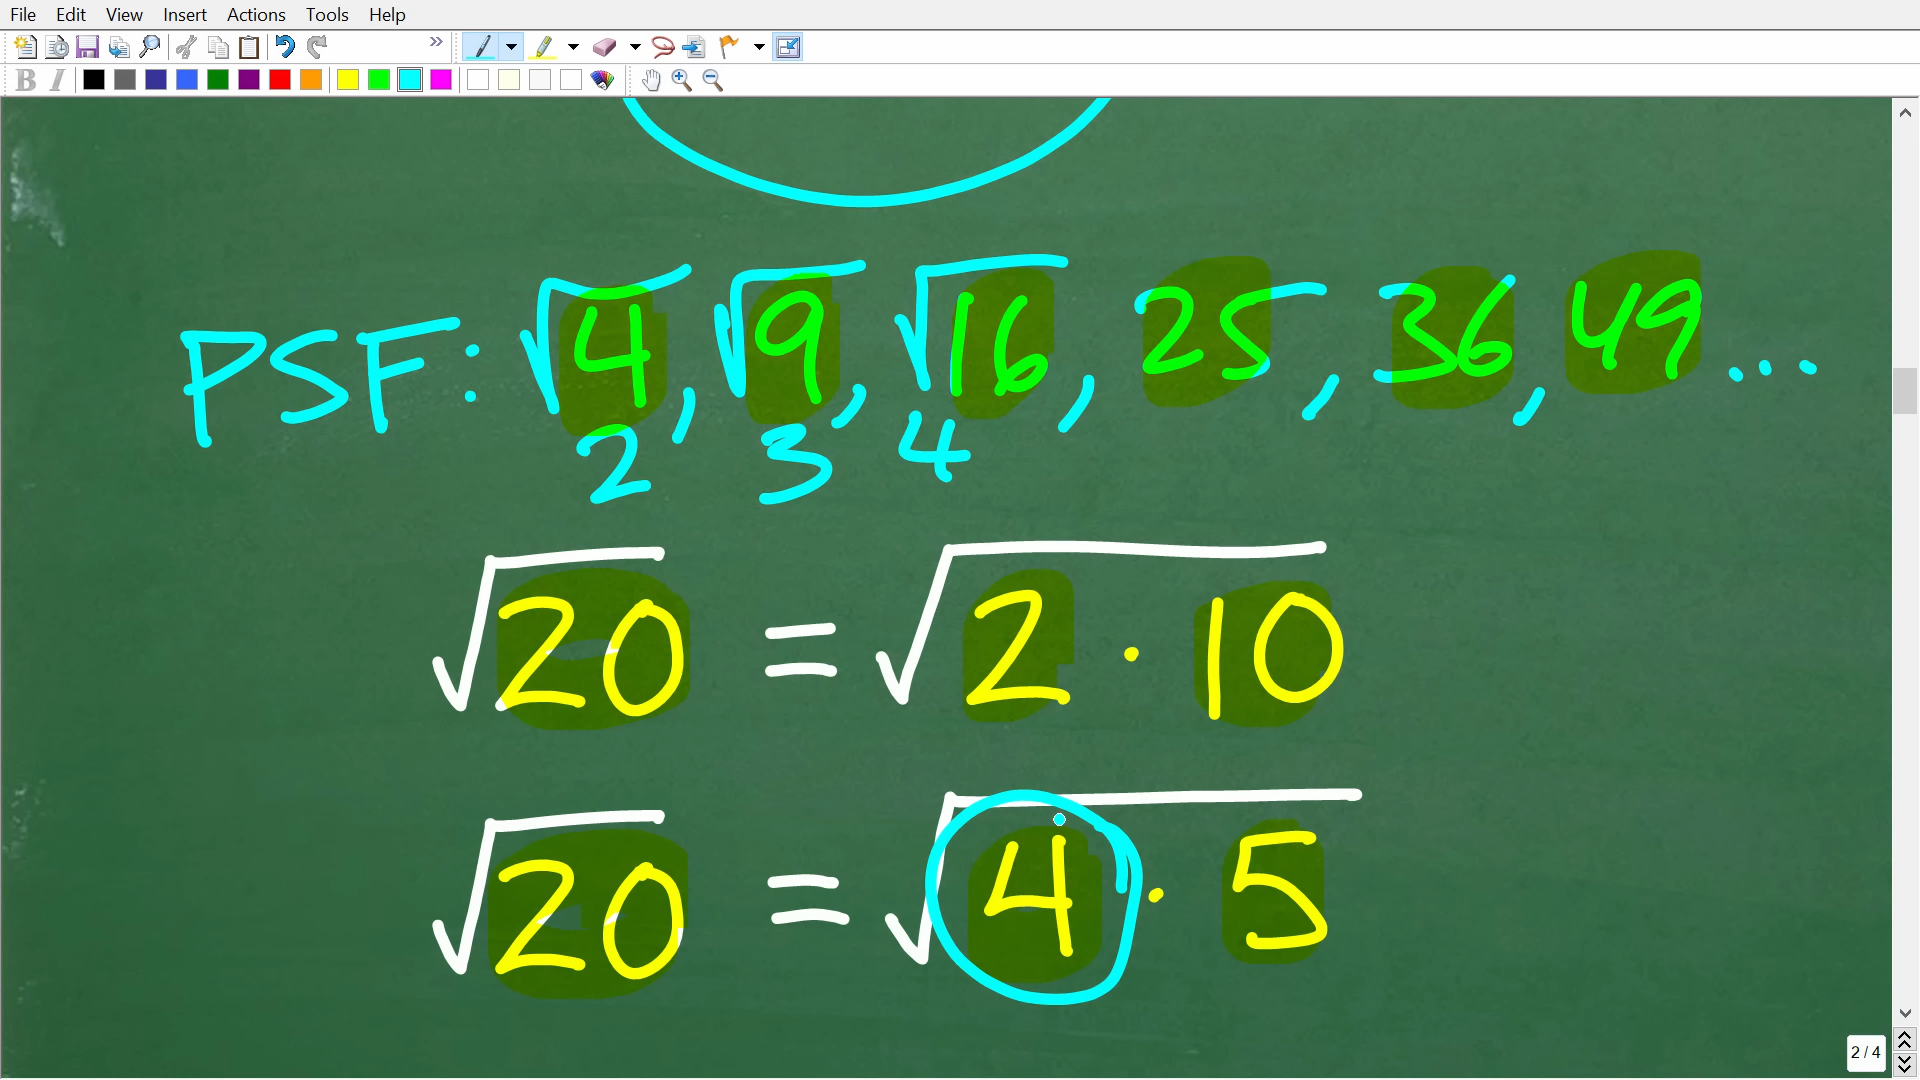 File Edit View Insert Actions Tools Help
B I
PSF: √4, √9, √16, 25, 36, 49 ...
2 3 4
√20 = √2 · 10
√20 = √4 · 5
2 / 4